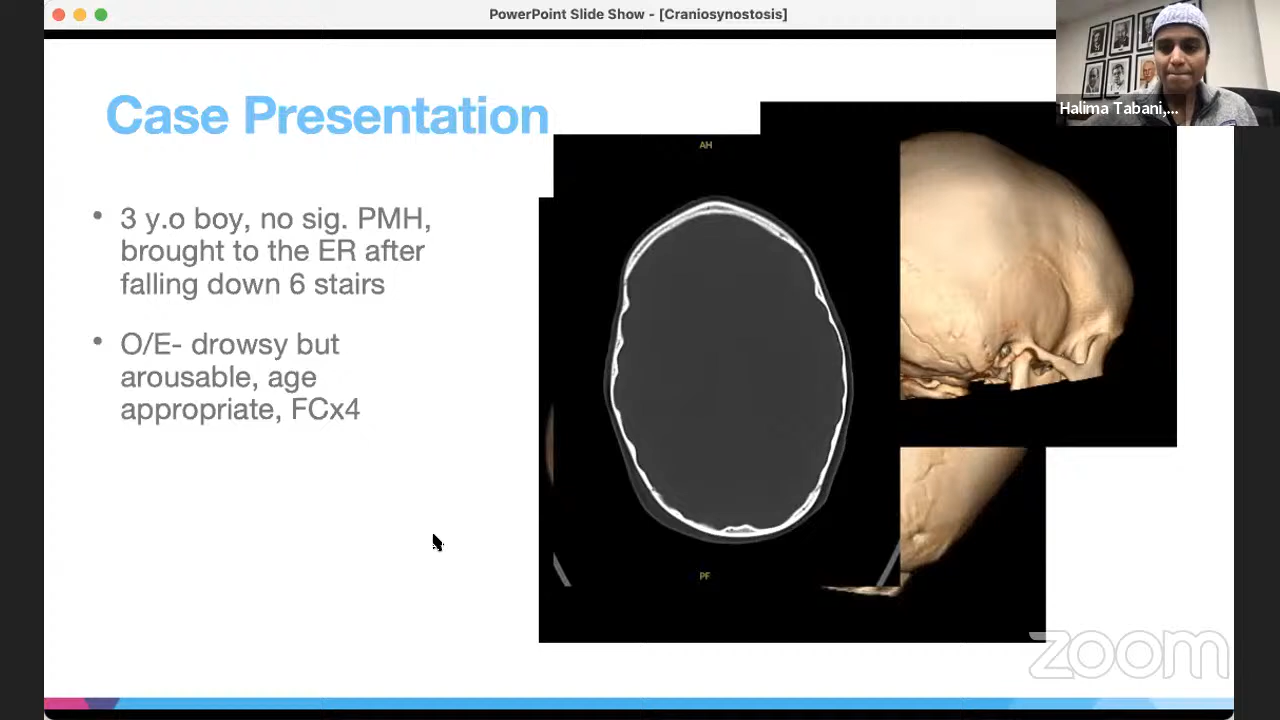 PowerPoint Slide Show - [Craniosynostosis]
Halima Tabani,...
Case Presentation
AH
• 3 y.o boy, no sig. PMH,
brought to the ER after
falling down 6 stairs
• O/E- drowsy but
arousable, age
appropriate, FCx4
PF
zoom